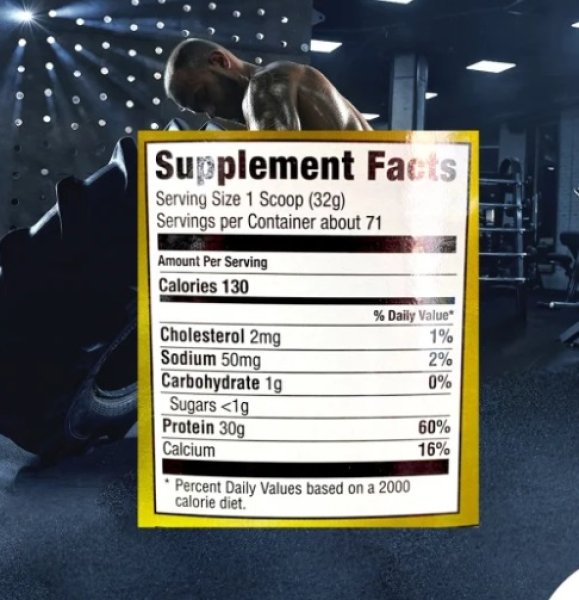 Supplement Facts
Serving Size 1 Scoop (32g)
Servings per Container about 71
Amount Per Serving
Calories 130
% Daily Value*
Cholesterol 2mg 1%
Sodium 50mg 2%
Carbohydrate 1g 0%
Sugars <1g
Protein 30g 60%
Calcium 16%
* Percent Daily Values based on a 2000
calorie diet.